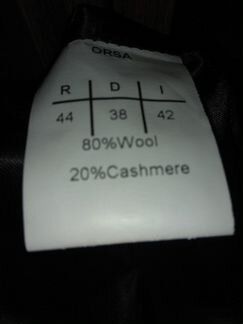 ORSA
R D I
44 38 42
80%Wool
20%Cashmere